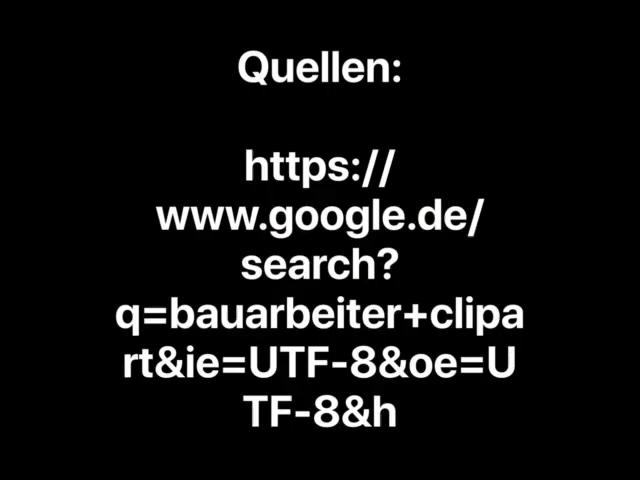 Quellen:
https://
www.google.de/
search?
q=bauarbeiter+clipa
rt&ie=UTF-8&oe=U
TF-8&h